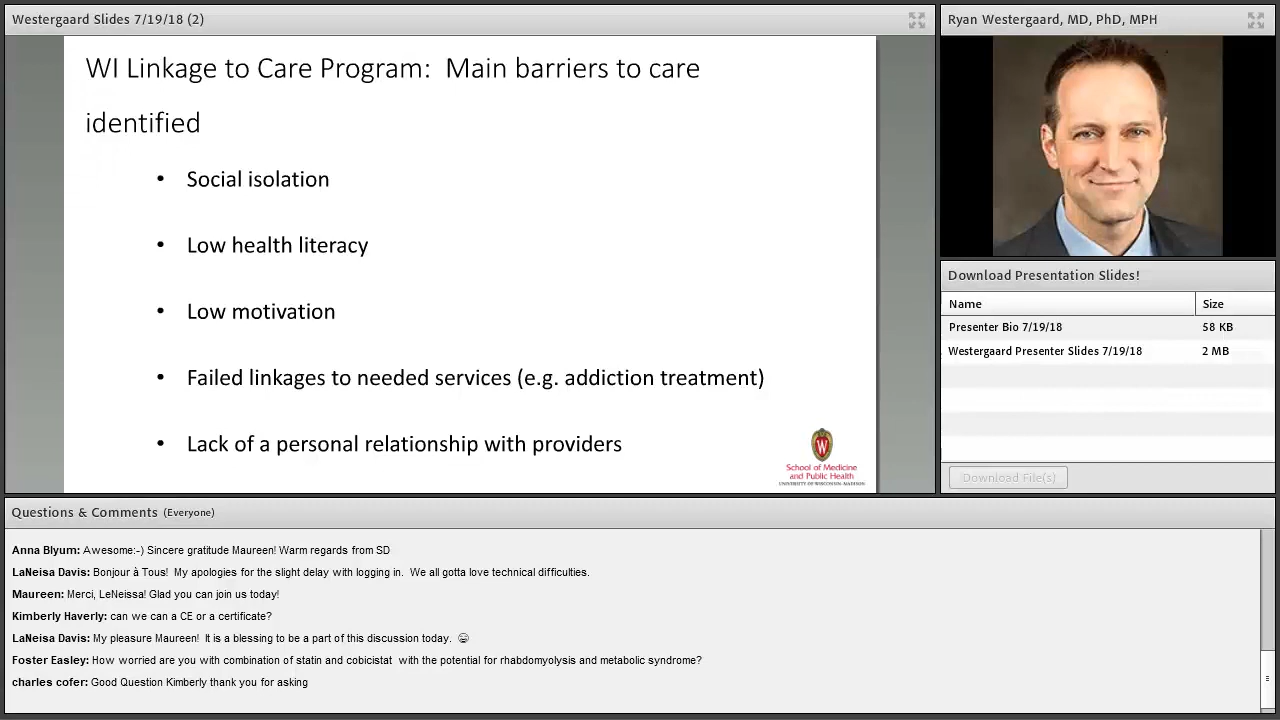 Westergaard Slides 7/19/18 (2)
WI Linkage to Care Program:  Main barriers to care
identified
• Social isolation
• Low health literacy
• Low motivation
• Failed linkages to needed services (e.g. addiction treatment)
• Lack of a personal relationship with providers
School of Medicine
and Public Health
UNIVERSITY OF WISCONSIN-MADISON
Ryan Westergaard, MD, PhD, MPH
Download Presentation Slides!
Name Size
Presenter Bio 7/19/18 58 KB
Westergaard Presenter Slides 7/19/18 2 MB
Download File(s)
Questions & Comments (Everyone)
Anna Blyum: Awesome:-) Sincere gratitude Maureen! Warm regards from SD
LaNeisa Davis: Bonjour à Tous!  My apologies for the slight delay with logging in.  We all gotta love technical difficulties.
Maureen: Merci, LeNeissa! Glad you can join us today!
Kimberly Haverly: can we can a CE or a certificate?
LaNeisa Davis: My pleasure Maureen!  It is a blessing to be a part of this discussion today. 😄
Foster Easley: How worried are you with combination of statin and cobicistat  with the potential for rhabdomyolysis and metabolic syndrome?
charles cofer: Good Question Kimberly thank you for asking